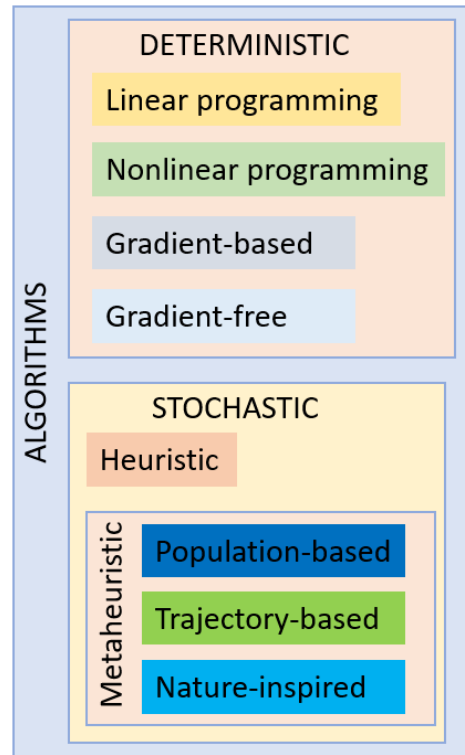 ALGORITHMS
DETERMINISTIC
Linear programming
Nonlinear programming
Gradient-based
Gradient-free
STOCHASTIC
Heuristic
Metaheuristic
Population-based
Trajectory-based
Nature-inspired